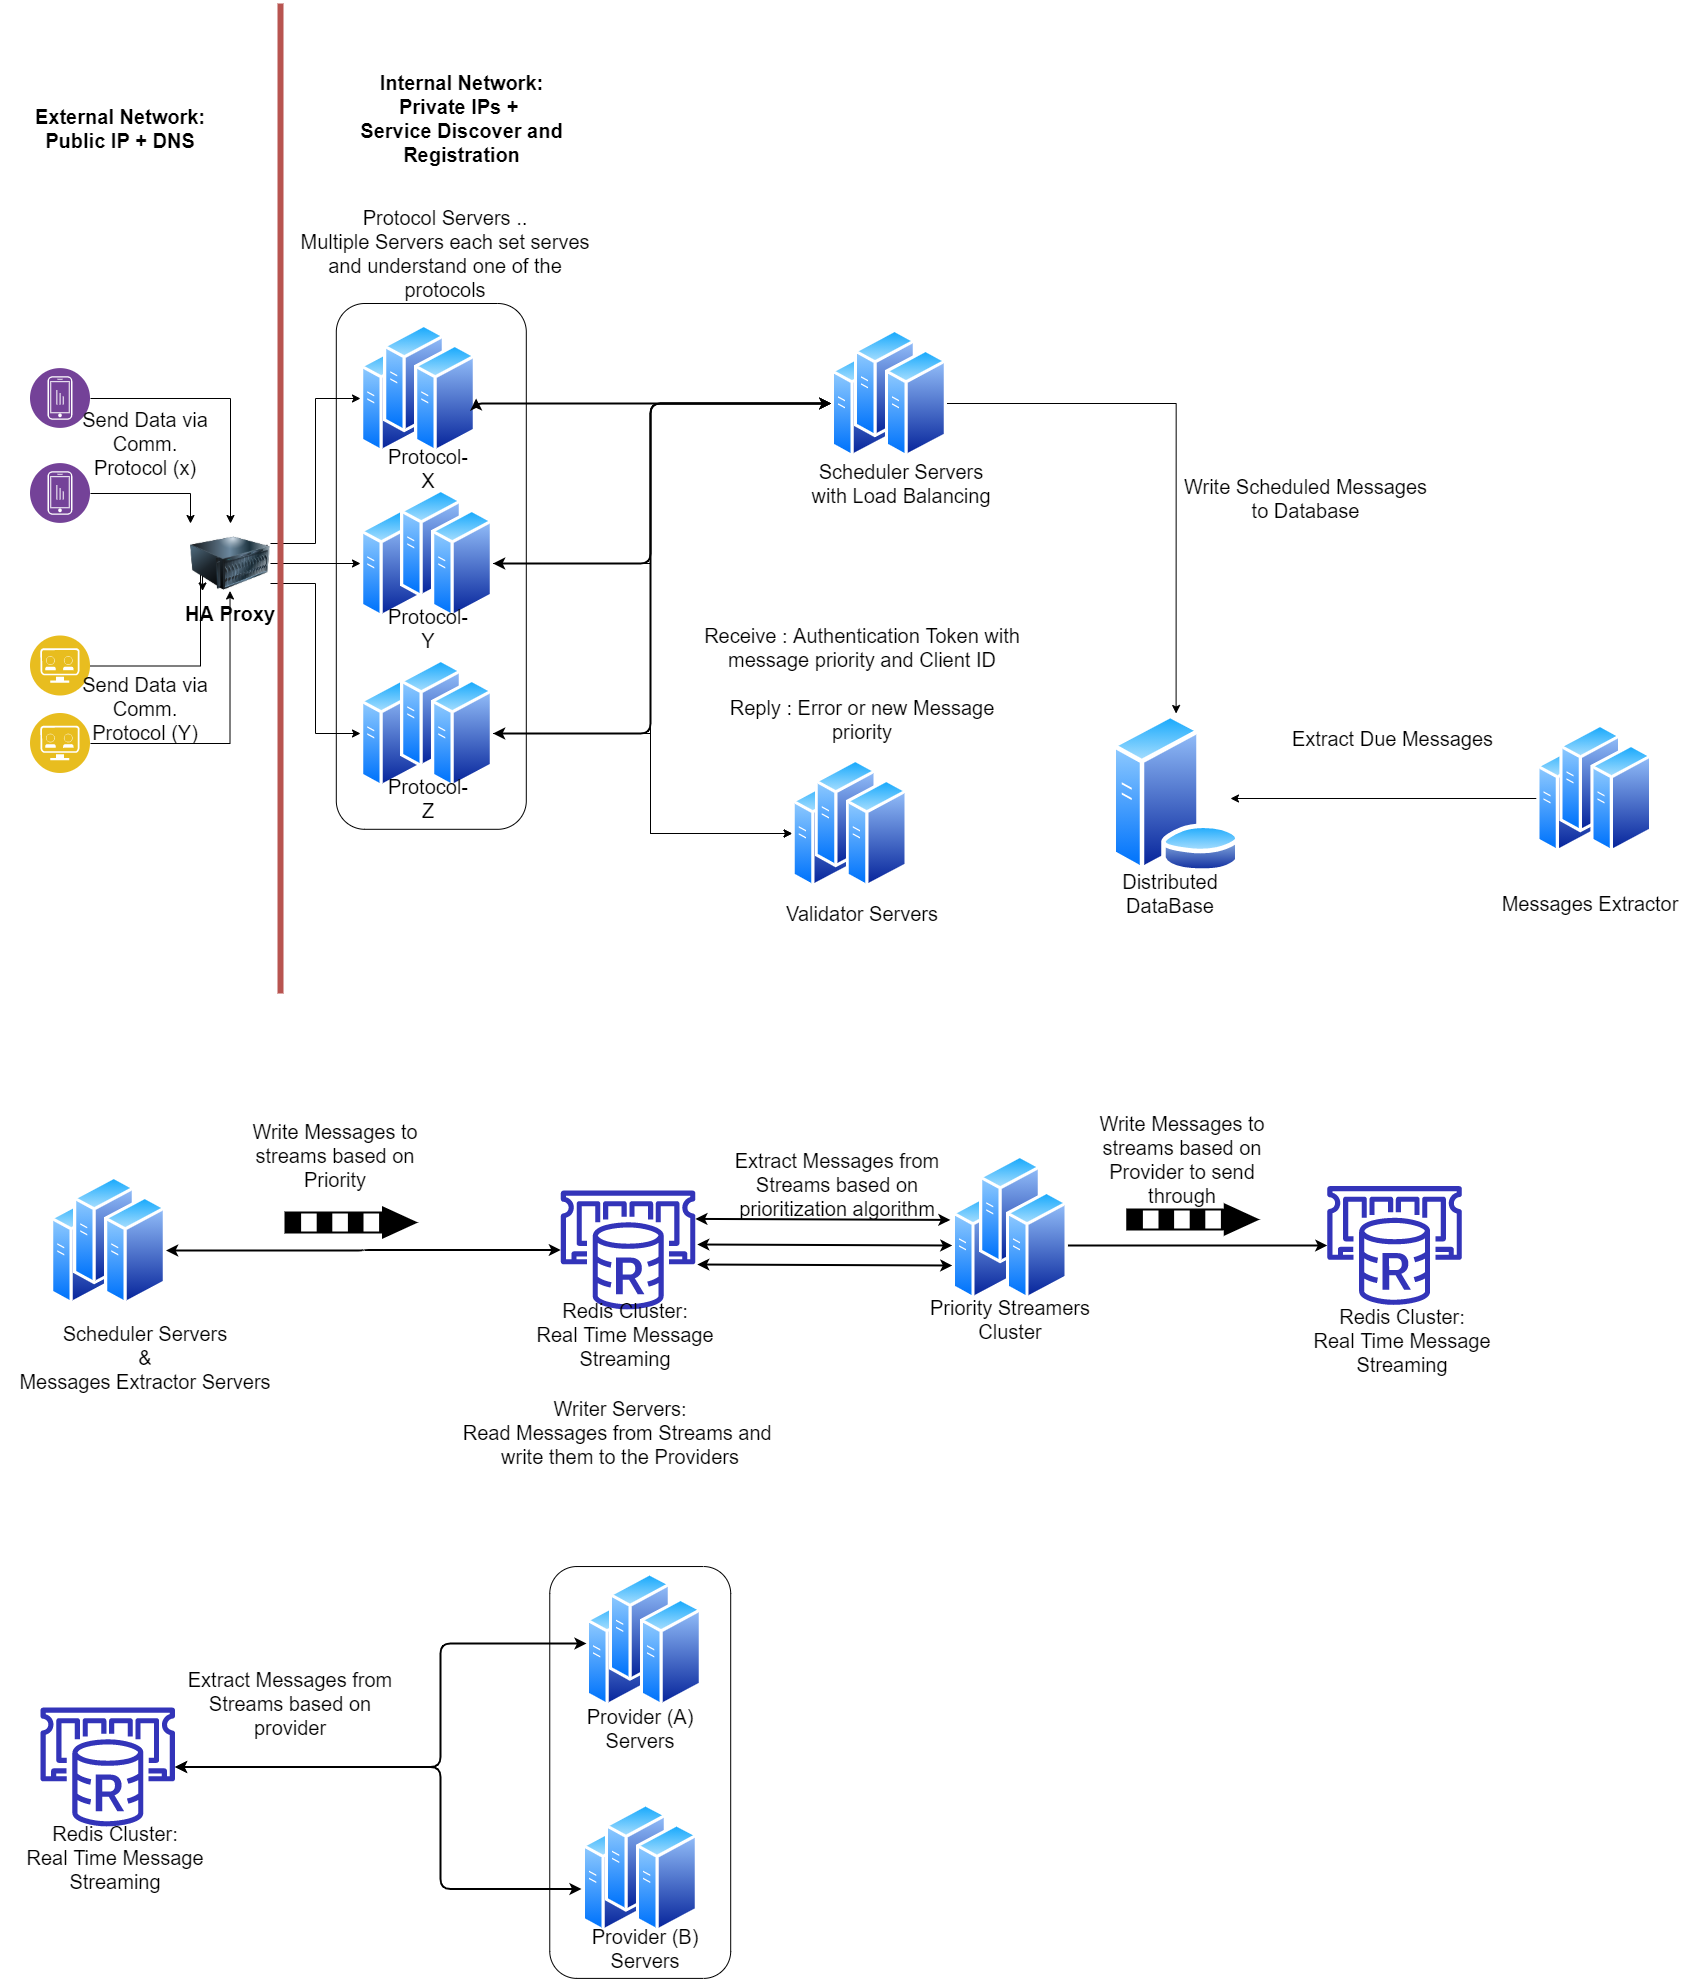 External Network:
Public IP + DNS
Internal Network:
Private IPs +
Service Discover and
Registration
Protocol Servers ..
Multiple Servers each set serves
and understand one of the
protocols
Send Data via
Comm.
Protocol (x)
Protocol-
X
Scheduler Servers
with Load Balancing
Write Scheduled Messages
to Database
HA Proxy
Protocol-
Y
Send Data via
Comm.
Protocol (Y)
Receive : Authentication Token with
message priority and Client ID
Reply : Error or new Message
priority
Protocol-
Z
Extract Due Messages
Validator Servers
Distributed
DataBase
Messages Extractor
Write Messages to
streams based on
Priority
Extract Messages from
Streams based on
prioritization algorithm
Write Messages to
streams based on
Provider to send
through
Scheduler Servers
&
Messages Extractor Servers
R
Redis Cluster:
Real Time Message
Streaming
Priority Streamers
Cluster
R
Redis Cluster:
Real Time Message
Streaming
Writer Servers:
Read Messages from Streams and
write them to the Providers
Extract Messages from
Streams based on
provider
Provider (A)
Servers
R
Redis Cluster:
Real Time Message
Streaming
Provider (B)
Servers